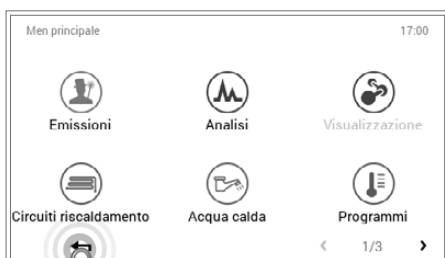 Men principale 17:00
Emissioni Analisi Visualizzazione
Circuiti riscaldamento Acqua calda Programmi
1/3